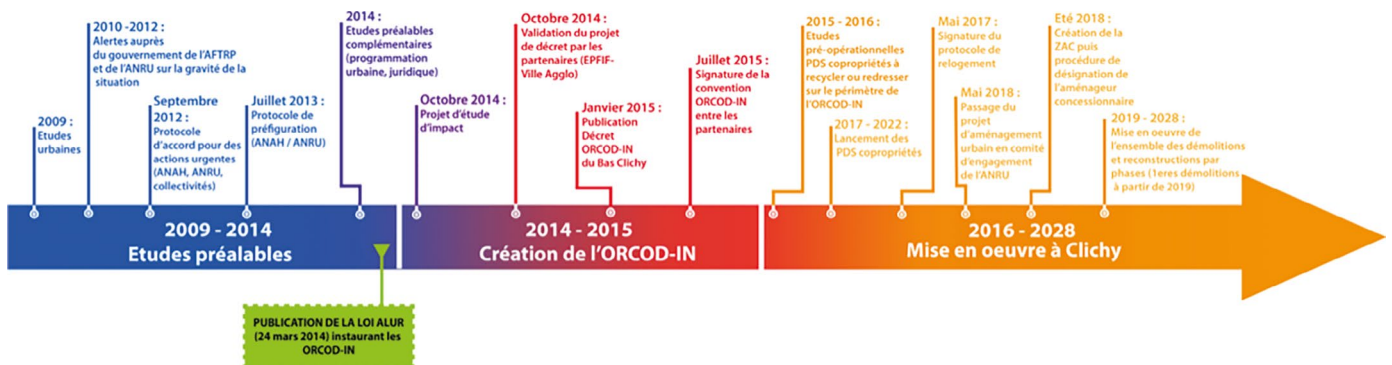 2009 :
Etudes
urbaines
2010 -2012 :
Alertes auprès
du gouvernement de l'AFTRP
et de l'ANRU sur la gravité de la
situation
Septembre
2012 :
Protocole
d'accord pour des
actions urgentes
(ANAH, ANRU,
collectivités)
Juillet 2013 :
Protocole de
préfiguration
(ANAH / ANRU)
2014 :
Etudes préalables
complémentaires
(programmation
urbaine, juridique)
Octobre 2014 :
Projet d'étude
d'impact
Octobre 2014 :
Validation du projet
de décret par les
partenaires (EPFIF-
Ville Agglo)
Janvier 2015 :
Publication
Décret
ORCOD-IN
du Bas Clichy
Juillet 2015 :
Signature de la
convention
ORCOD-IN
entre les
partenaires
2015 - 2016 :
Etudes
pré-opérationnelles
PDS copropriétés à
recycler ou redresser
sur le périmètre de
l'ORCOD-IN
2017 - 2022 :
Lancement des
PDS copropriétés
Mai 2017 :
Signature du
protocole de
relogement
Mai 2018 :
Passage du
projet
d'aménagement
urbain en comité
d'engagement
de l'ANRU
Eté 2018 :
Création de la
ZAC puis
procédure de
désignation de
l'aménageur
concessionnaire
2019 - 2028 :
Mise en oeuvre de
l'ensemble des démolitions
et reconstructions par
phases (1eres démolitions
à partir de 2019)
2009 - 2014
Etudes préalables
2014 - 2015
Création de l'ORCOD-IN
2016 - 2028
Mise en oeuvre à Clichy
PUBLICATION DE LA LOI ALUR
(24 mars 2014) instaurant les
ORCOD-IN